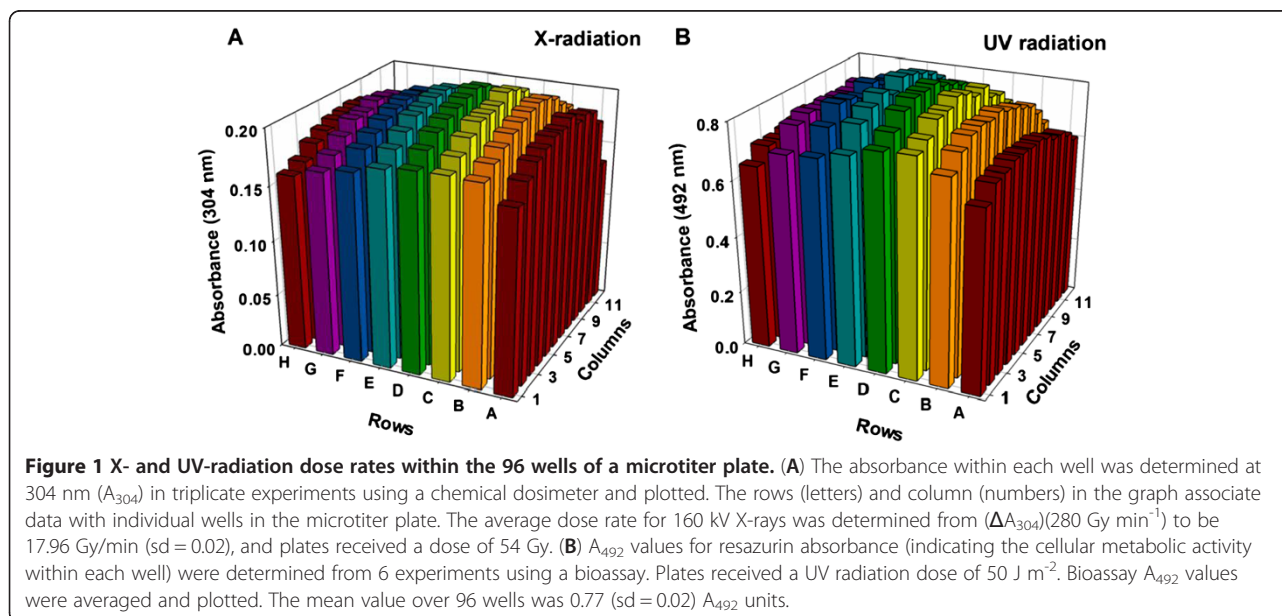 A X-radiation
B UV radiation
Absorbance (304 nm)
0.20
0.15
0.10
0.05
0.00
H G F E D C B A
Rows
1 3 5 7 9 11
Columns
Absorbance (492 nm)
0.8
0.6
0.4
0.2
0.0
H G F E D C B A
Rows
1 3 5 7 9 11
Columns
Figure 1 X- and UV-radiation dose rates within the 96 wells of a microtiter plate. (A) The absorbance within each well was determined at
304 nm (A304) in triplicate experiments using a chemical dosimeter and plotted. The rows (letters) and column (numbers) in the graph associate
data with individual wells in the microtiter plate. The average dose rate for 160 kV X-rays was determined from (ΔA304)(280 Gy min⁻¹) to be
17.96 Gy/min (sd = 0.02), and plates received a dose of 54 Gy. (B) A492 values for resazurin absorbance (indicating the cellular metabolic activity
within each well) were determined from 6 experiments using a bioassay. Plates received a UV radiation dose of 50 J m⁻². Bioassay A492 values
were averaged and plotted. The mean value over 96 wells was 0.77 (sd = 0.02) A492 units.